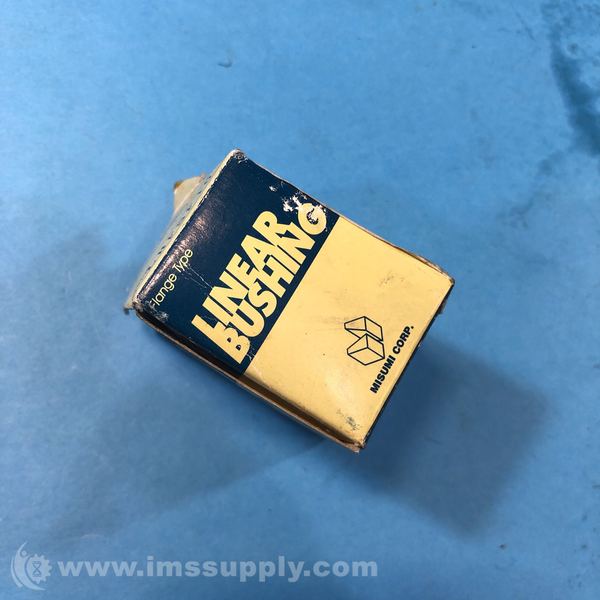 Flange Type
LINEAR
BUSHING
MISUMI CORP.
www.imssupply.com